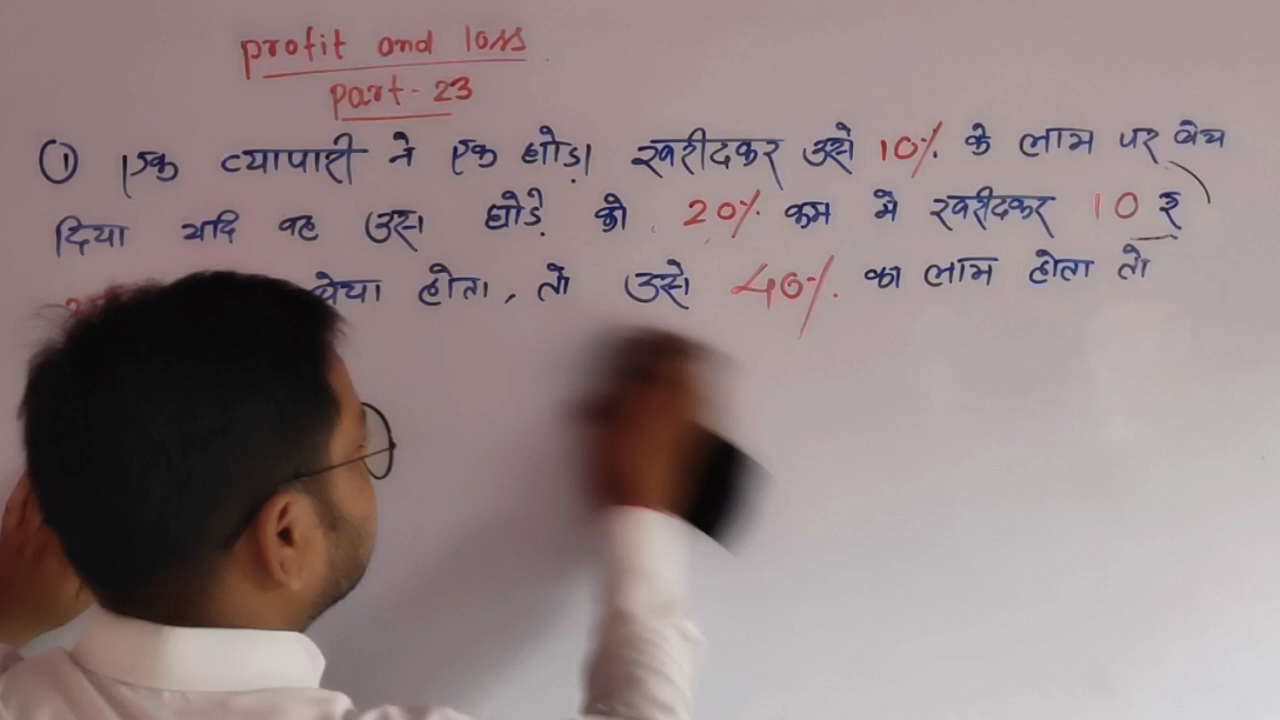 profit and loss
part - 23
① एक व्यापारी ने एक घोड़ा खरीदकर उसे 10% के लाभ पर बेच
दिया यदि वह उस घोड़े को 20% कम में खरीदकर 10 रु
बेचा होता, तो उसे 40% का लाभ होता तो